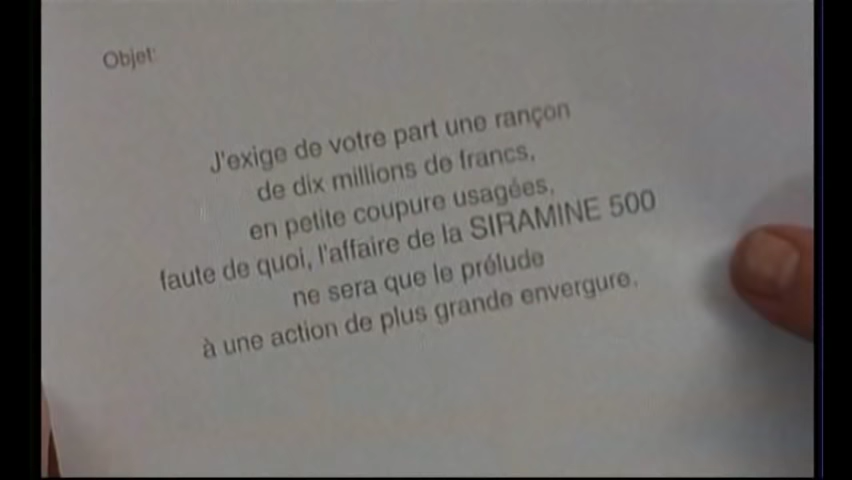 Objet:
J'exige de votre part une rançon
de dix millions de francs,
en petite coupure usagées,
faute de quoi, l'affaire de la SIRAMINE 500
ne sera que le prélude
à une action de plus grande envergure.